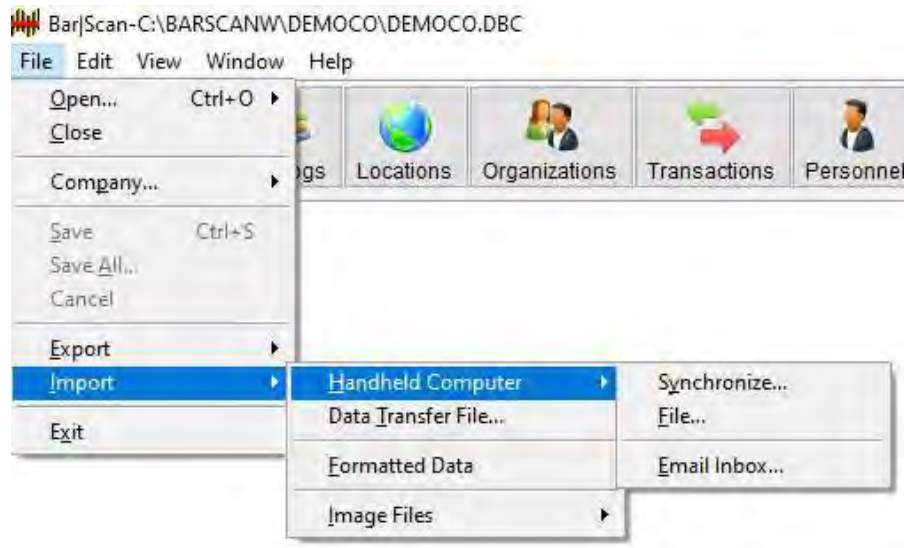 Bar|Scan-C:\BARSCANW\DEMOCO\DEMOCO.DBC
File Edit View Window Help
Open... Ctrl+O
Close
Company...
Save Ctrl+S
Save All...
Cancel
Export
Import
Exit
gs Locations Organizations Transactions Personnel
Handheld Computer
Data Transfer File...
Formatted Data
Image Files
Synchronize...
File...
Email Inbox...